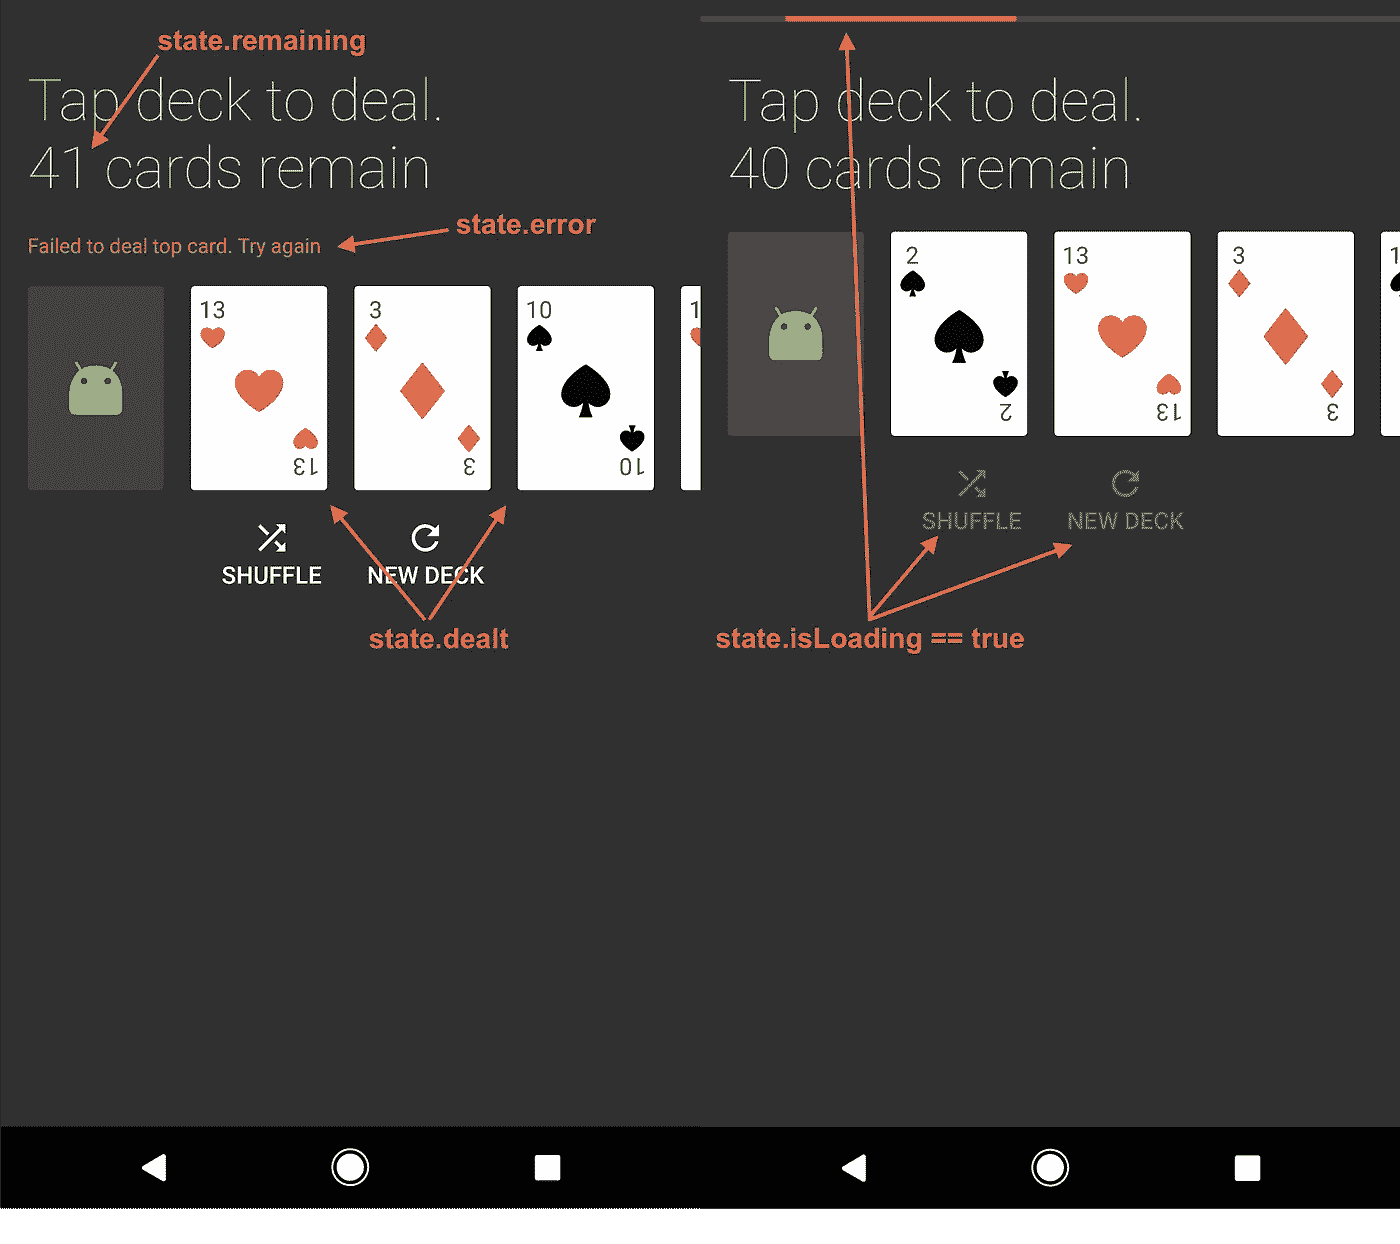 state.remaining
Tap deck to deal.
41 cards remain
state.error
Failed to deal top card. Try again
13
13
3
3
10
10
1
SHUFFLE
NEW DECK
state.dealt
Tap deck to deal.
40 cards remain
2
2
13
13
3
3
1
SHUFFLE
NEW DECK
state.isLoading == true